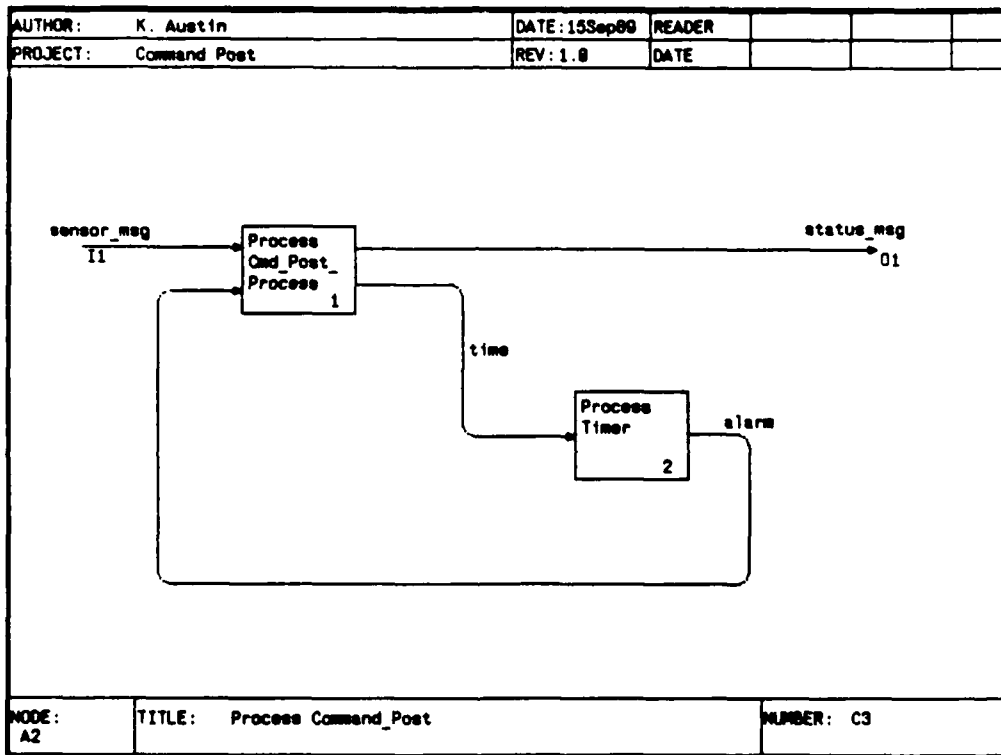 AUTHOR: K. Austin DATE:15Sep89 READER
PROJECT: Command Post REV:1.0 DATE
sensor_msg
I1
Process
Cmd_Post_
Process
1
status_msg
O1
time
Process
Timer
2
alarm
NODE: TITLE: Process Command_Post NUMBER: C3
A2